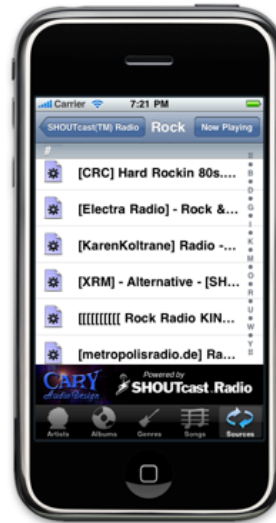 Carrier 7:21 PM
SHOUTcast(TM) Radio Rock Now Playing
#
[CRC] Hard Rockin 80s....
[Electra Radio] - Rock &...
[KarenKoltrane] Radio -...
[XRM] - Alternative - [SH...
[[[[[[[[[[ Rock Radio KIN...
[metropolisradio.de] Ra...
#
B
D
G
I
K
M
O
R
U
W
Y
#
CARY
Audio Design
Powered by
SHOUTcast Radio
Artists Albums Genres Songs Sources